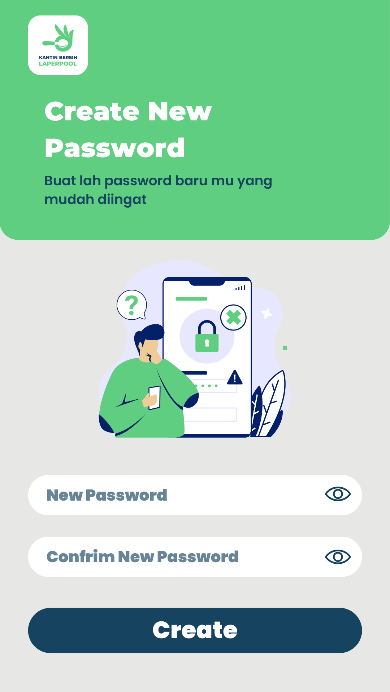 KANTIN BERSIH
LAPERPOOL
Create New
Password
Buat lah password baru mu yang
mudah diingat
?
!
New Password
Confrim New Password
Create